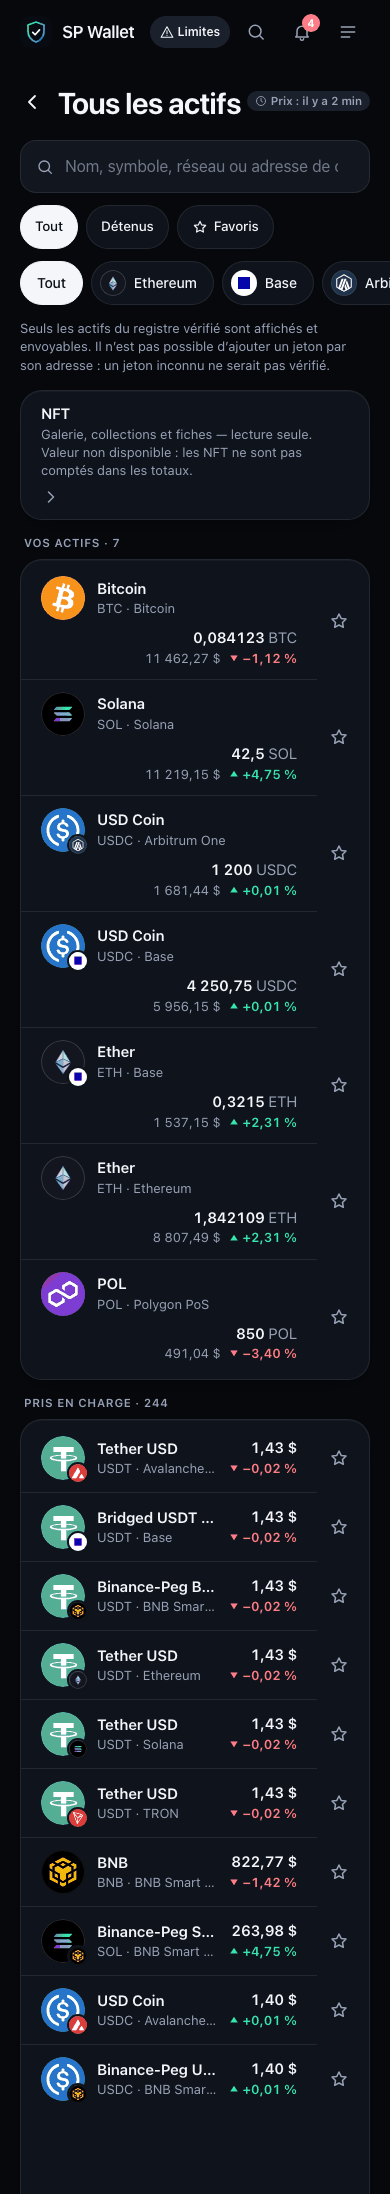 SP Wallet
Limites
4
Tous les actifs
Prix : il y a 2 min
Nom, symbole, réseau ou adresse de c
Tout
Détenus
Favoris
Tout
Ethereum
Base
Arbi
Seuls les actifs du registre vérifié sont affichés et
envoyables. Il n'est pas possible d'ajouter un jeton par
son adresse : un jeton inconnu ne serait pas vérifié.
NFT
Galerie, collections et fiches — lecture seule.
Valeur non disponible : les NFT ne sont pas
comptés dans les totaux.
VOS ACTIFS · 7
Bitcoin
BTC · Bitcoin
0,084123 BTC
11 462,27 $ ▼ −1,12 %
Solana
SOL · Solana
42,5 SOL
11 219,15 $ ▲ +4,75 %
USD Coin
USDC · Arbitrum One
1 200 USDC
1 681,44 $ ▲ +0,01 %
USD Coin
USDC · Base
4 250,75 USDC
5 956,15 $ ▲ +0,01 %
Ether
ETH · Base
0,3215 ETH
1 537,15 $ ▲ +2,31 %
Ether
ETH · Ethereum
1,842109 ETH
8 807,49 $ ▲ +2,31 %
POL
POL · Polygon PoS
850 POL
491,04 $ ▼ −3,40 %
PRIS EN CHARGE · 244
Tether USD 1,43 $
USDT · Avalanche... ▼ −0,02 %
Bridged USDT ... 1,43 $
USDT · Base ▼ −0,02 %
Binance-Peg B... 1,43 $
USDT · BNB Smar... ▼ −0,02 %
Tether USD 1,43 $
USDT · Ethereum ▼ −0,02 %
Tether USD 1,43 $
USDT · Solana ▼ −0,02 %
Tether USD 1,43 $
USDT · TRON ▼ −0,02 %
BNB 822,77 $
BNB · BNB Smart ... ▼ −1,42 %
Binance-Peg S... 263,98 $
SOL · BNB Smart ... ▲ +4,75 %
USD Coin 1,40 $
USDC · Avalanche... ▲ +0,01 %
Binance-Peg U... 1,40 $
USDC · BNB Smar... ▲ +0,01 %